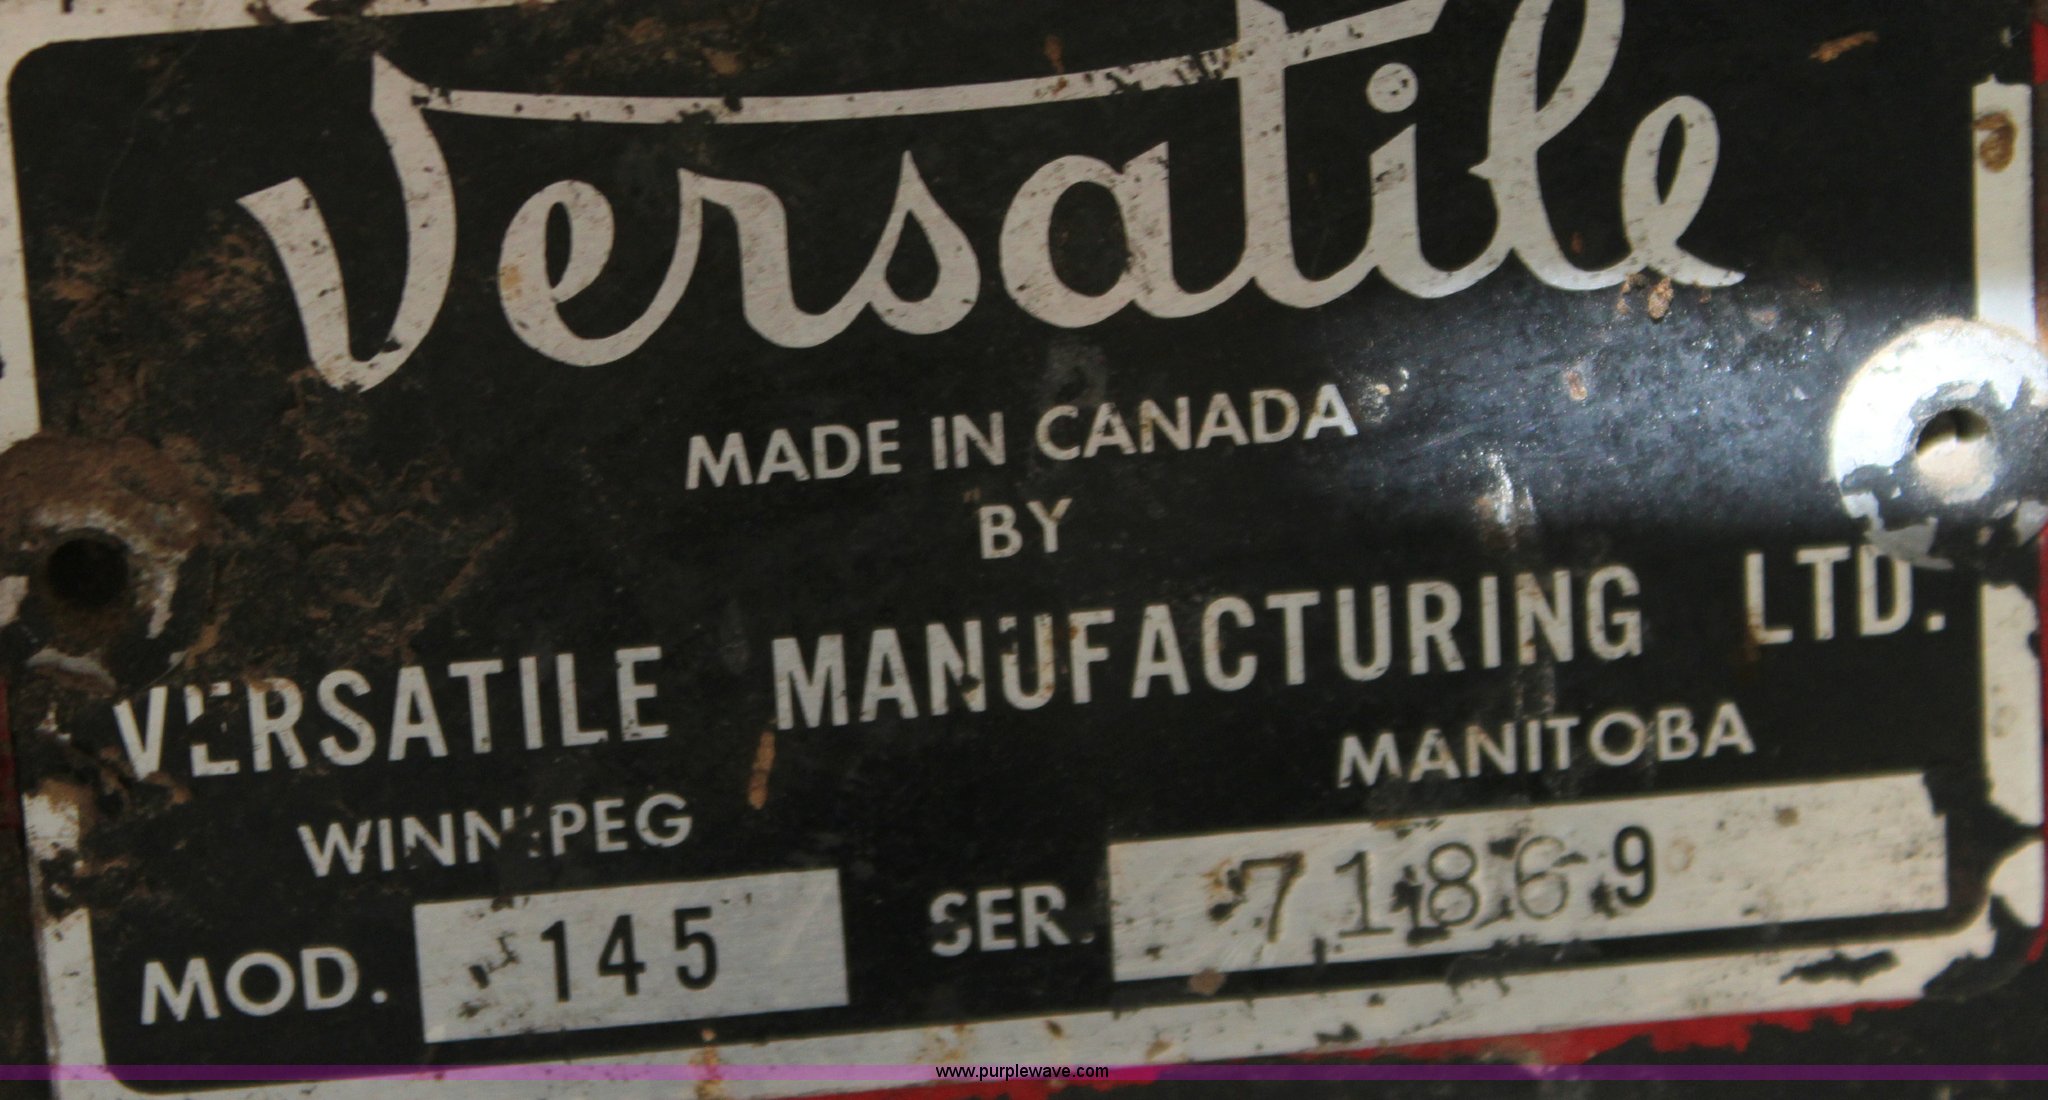 Versatile
MADE IN CANADA
BY
VERSATILE MANUFACTURING LTD.
WINNIPEG MANITOBA
MOD. 145 SER. 71869
www.purplewave.com